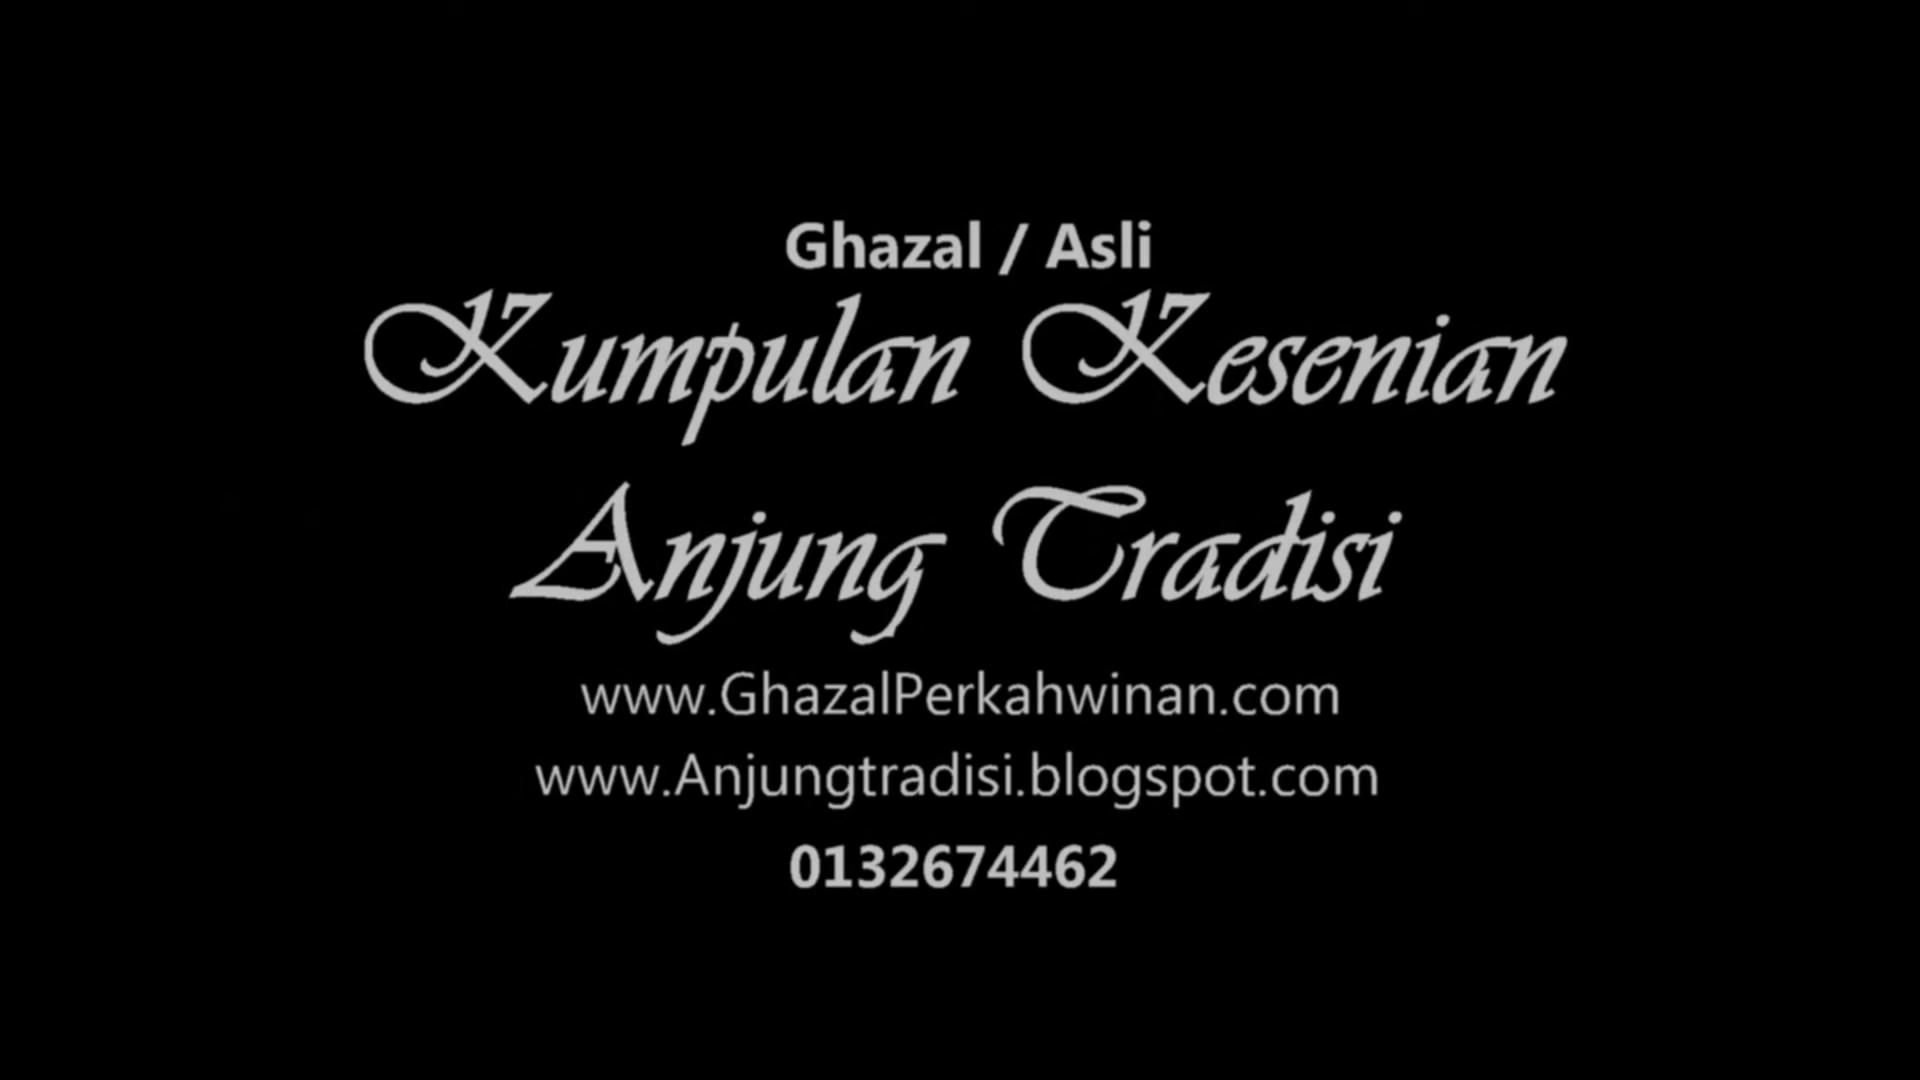 Ghazal / Asli
Kumpulan Kesenian
Anjung Tradisi
www.GhazalPerkahwinan.com
www.Anjungtradisi.blogspot.com
0132674462